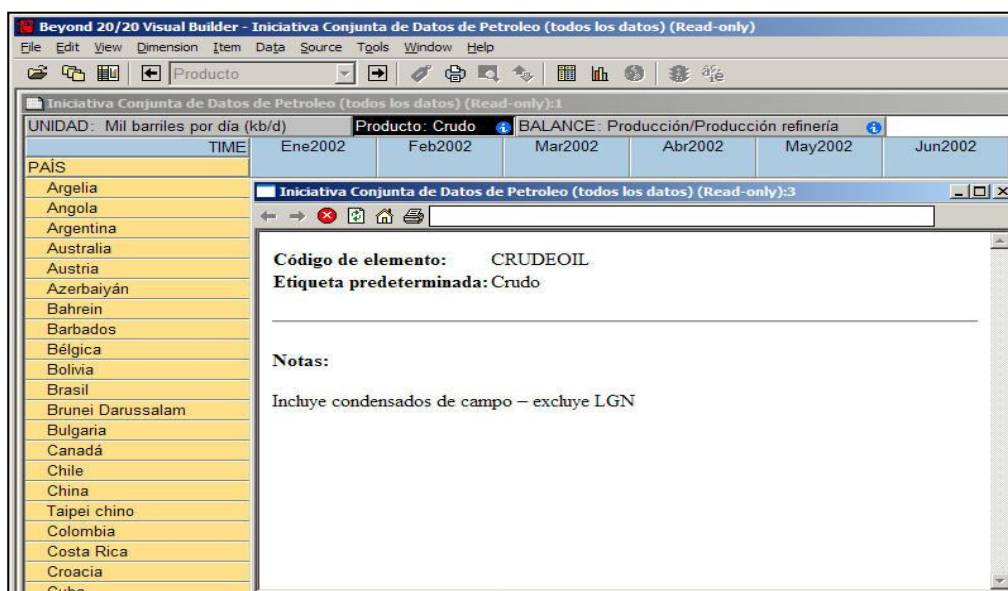 Beyond 20/20 Visual Builder - Iniciativa Conjunta de Datos de Petroleo (todos los datos) (Read-only)
File Edit View Dimension Item Data Source Tools Window Help
Producto
Iniciativa Conjunta de Datos de Petroleo (todos los datos) (Read-only):1
UNIDAD: Mil barriles por día (kb/d) Producto: Crudo BALANCE: Producción/Producción refinería
TIME Ene2002 Feb2002 Mar2002 Abr2002 May2002 Jun2002
PAÍS
Argelia
Angola
Argentina
Australia
Austria
Azerbaiyán
Bahrein
Barbados
Bélgica
Bolivia
Brasil
Brunei Darussalam
Bulgaria
Canadá
Chile
China
Taipei chino
Colombia
Costa Rica
Croacia
Cuba
Iniciativa Conjunta de Datos de Petroleo (todos los datos) (Read-only):3
Código de elemento: CRUDEOIL
Etiqueta predeterminada: Crudo
Notas:
Incluye condensados de campo – excluye LGN